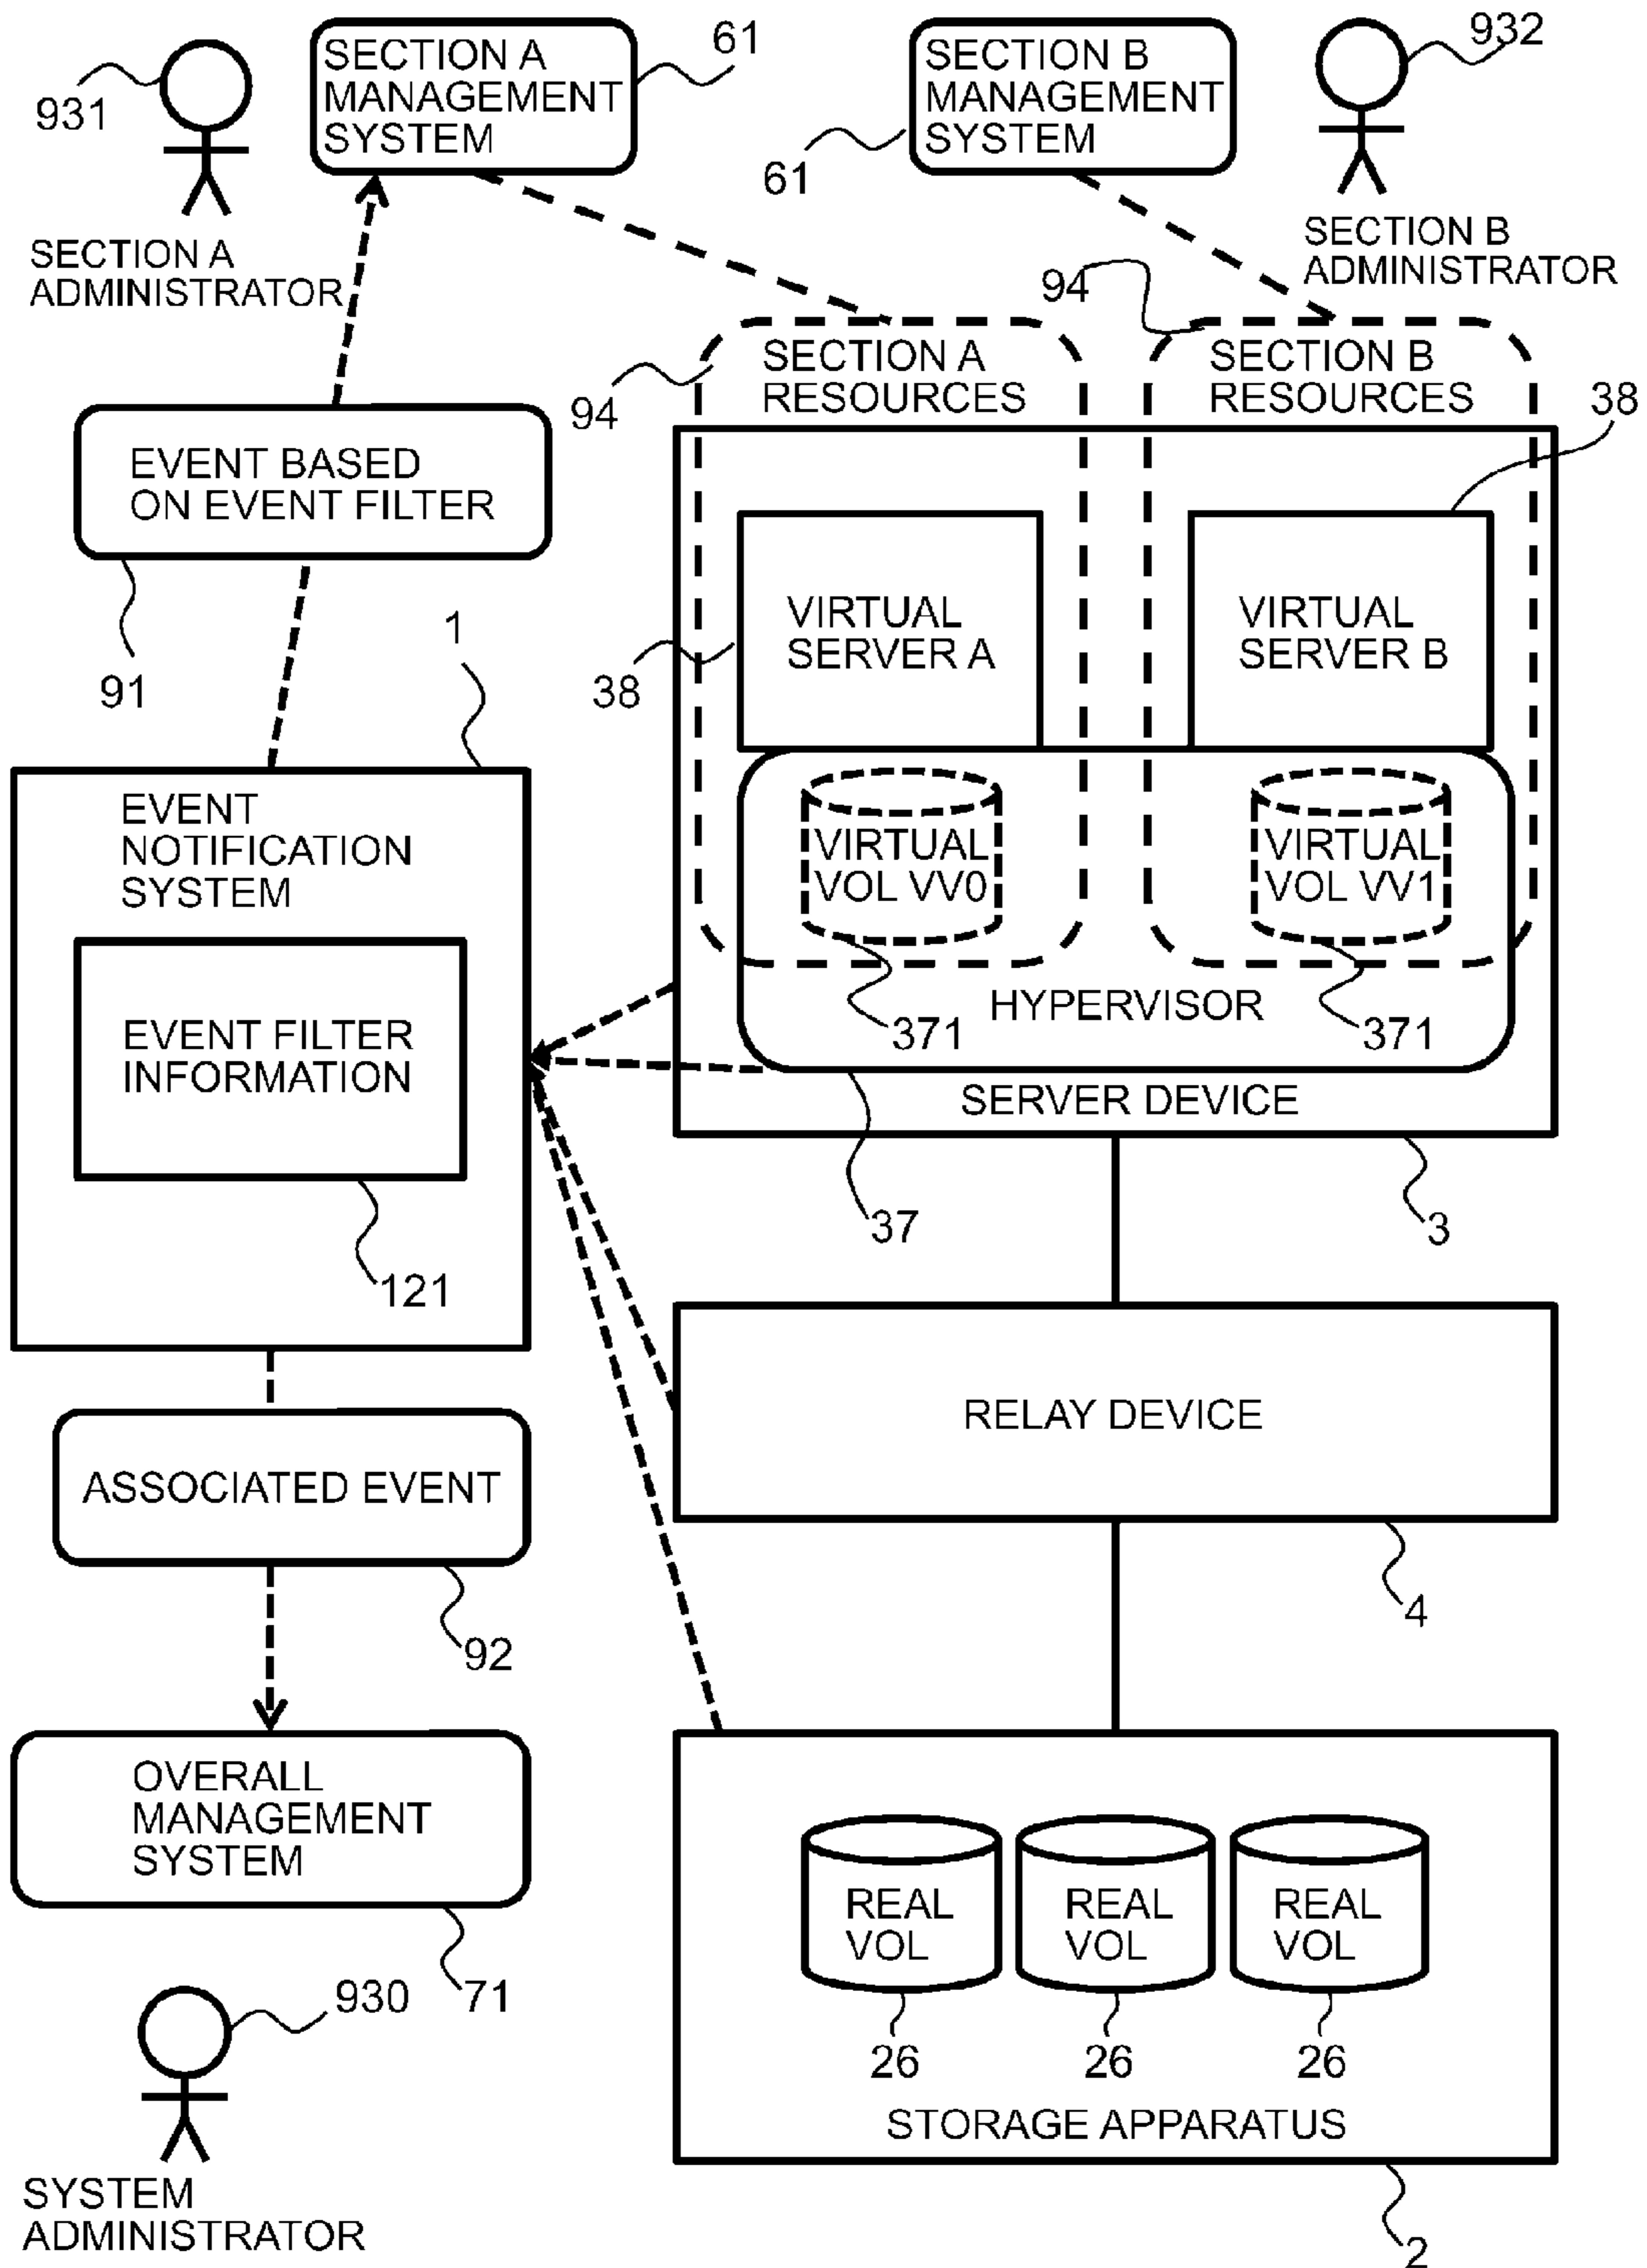 931
SECTION A
ADMINISTRATOR
SECTION A
MANAGEMENT
SYSTEM
61
SECTION B
MANAGEMENT
SYSTEM
61
932
SECTION B
ADMINISTRATOR
94
SECTION A
RESOURCES
94
SECTION B
RESOURCES
38
EVENT BASED
ON EVENT FILTER
91
1
VIRTUAL
SERVER A
38
VIRTUAL
SERVER B
EVENT
NOTIFICATION
SYSTEM
VIRTUAL
VOL VV0
VIRTUAL
VOL VV1
EVENT FILTER
INFORMATION
121
371
HYPERVISOR
371
SERVER DEVICE
37
3
RELAY DEVICE
4
ASSOCIATED EVENT
92
OVERALL
MANAGEMENT
SYSTEM
71
REAL
VOL
REAL
VOL
REAL
VOL
26
26
26
STORAGE APPARATUS
2
930
SYSTEM
ADMINISTRATOR